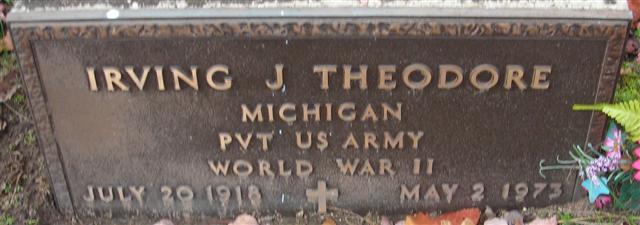 IRVING J THEODORE
MICHIGAN
PVT US ARMY
WORLD WAR II
JULY 20 1918 MAY 2 1973